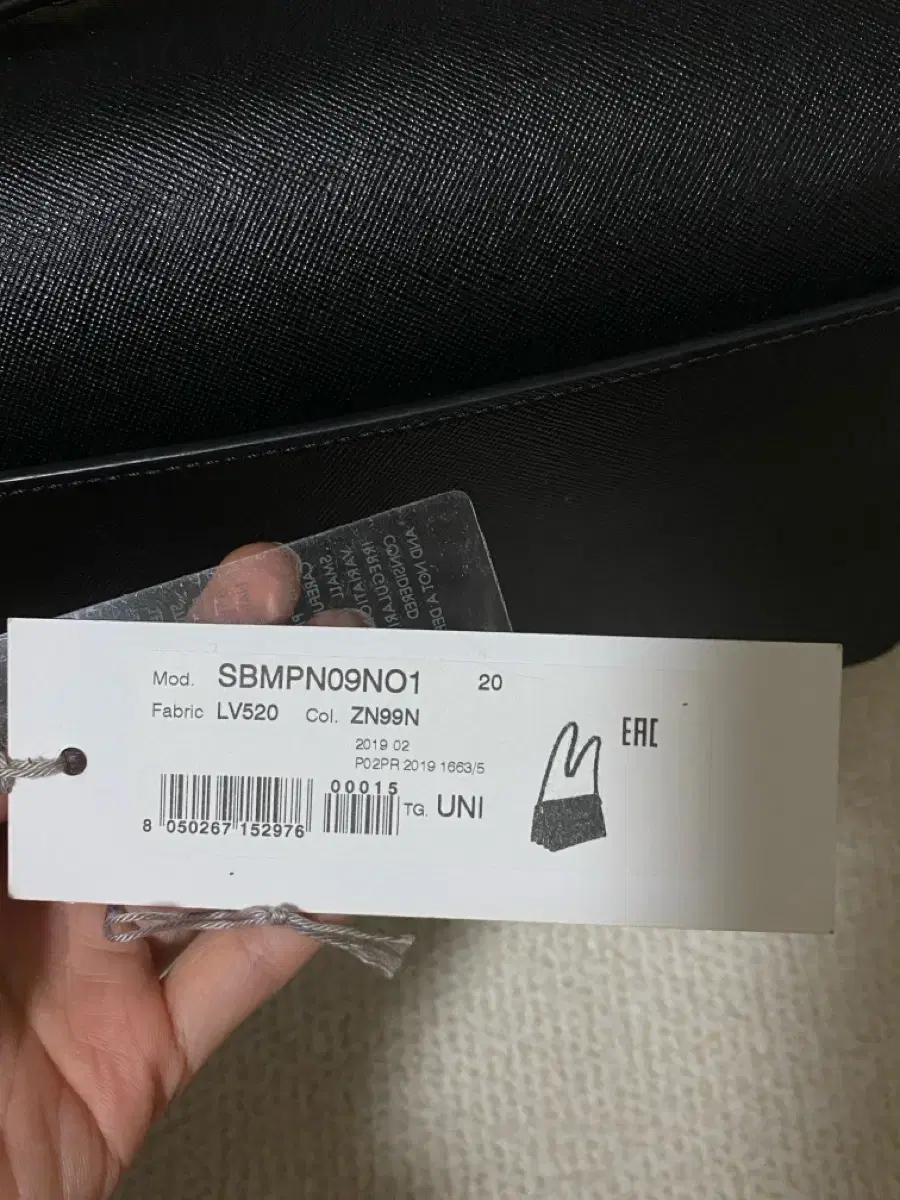 Mod. SBMPN09NO1 20
Fabric LV520 Col. ZN99N
2019 02
P02PR 2019 1663/5
00015
8 050267 152976
TG. UNI
EAC
CONSIDERED